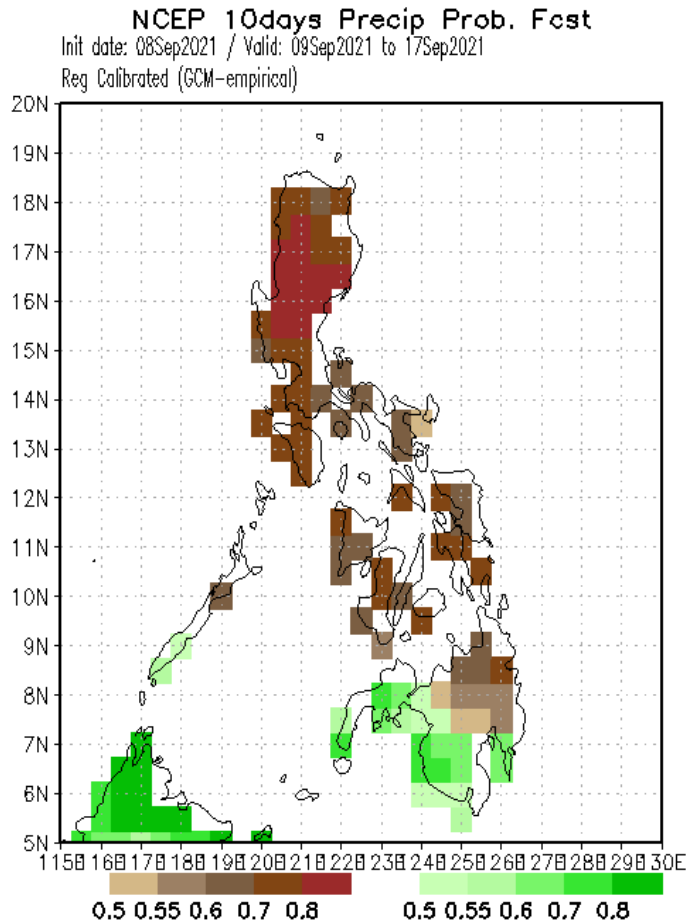 NCEP 10days Precip Prob. Fcst
Init date: 08Sep2021 / Valid: 09Sep2021 to 17Sep2021
Reg Calibrated (GCM-empirical)
20N
19N
18N
17N
16N
15N
14N
13N
12N
11N
10N
9N
8N
7N
6N
5N
115E 116E 117E 118E 119E 120E 121E 122E 123E 124E 125E 126E 127E 128E 129E 130E
0.5 0.55 0.6 0.7 0.8 0.5 0.55 0.6 0.7 0.8